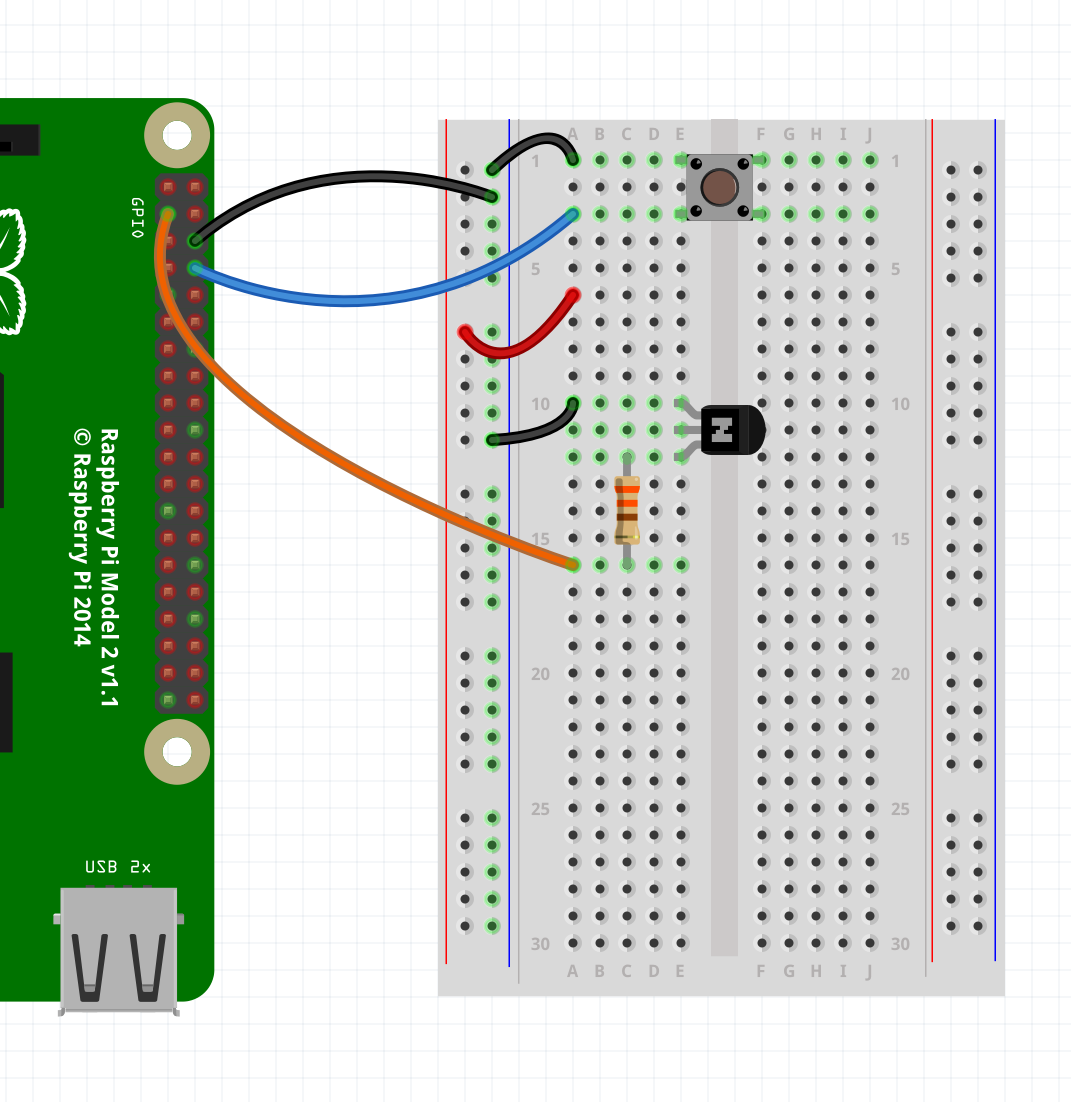 A B C D E F G H I J
1 1
GPIO
5 5
10 10
N
Raspberry Pi Model 2 v1.1
© Raspberry Pi 2014
15 15
20 20
25 25
USB 2x
30 30
A B C D E F G H I J